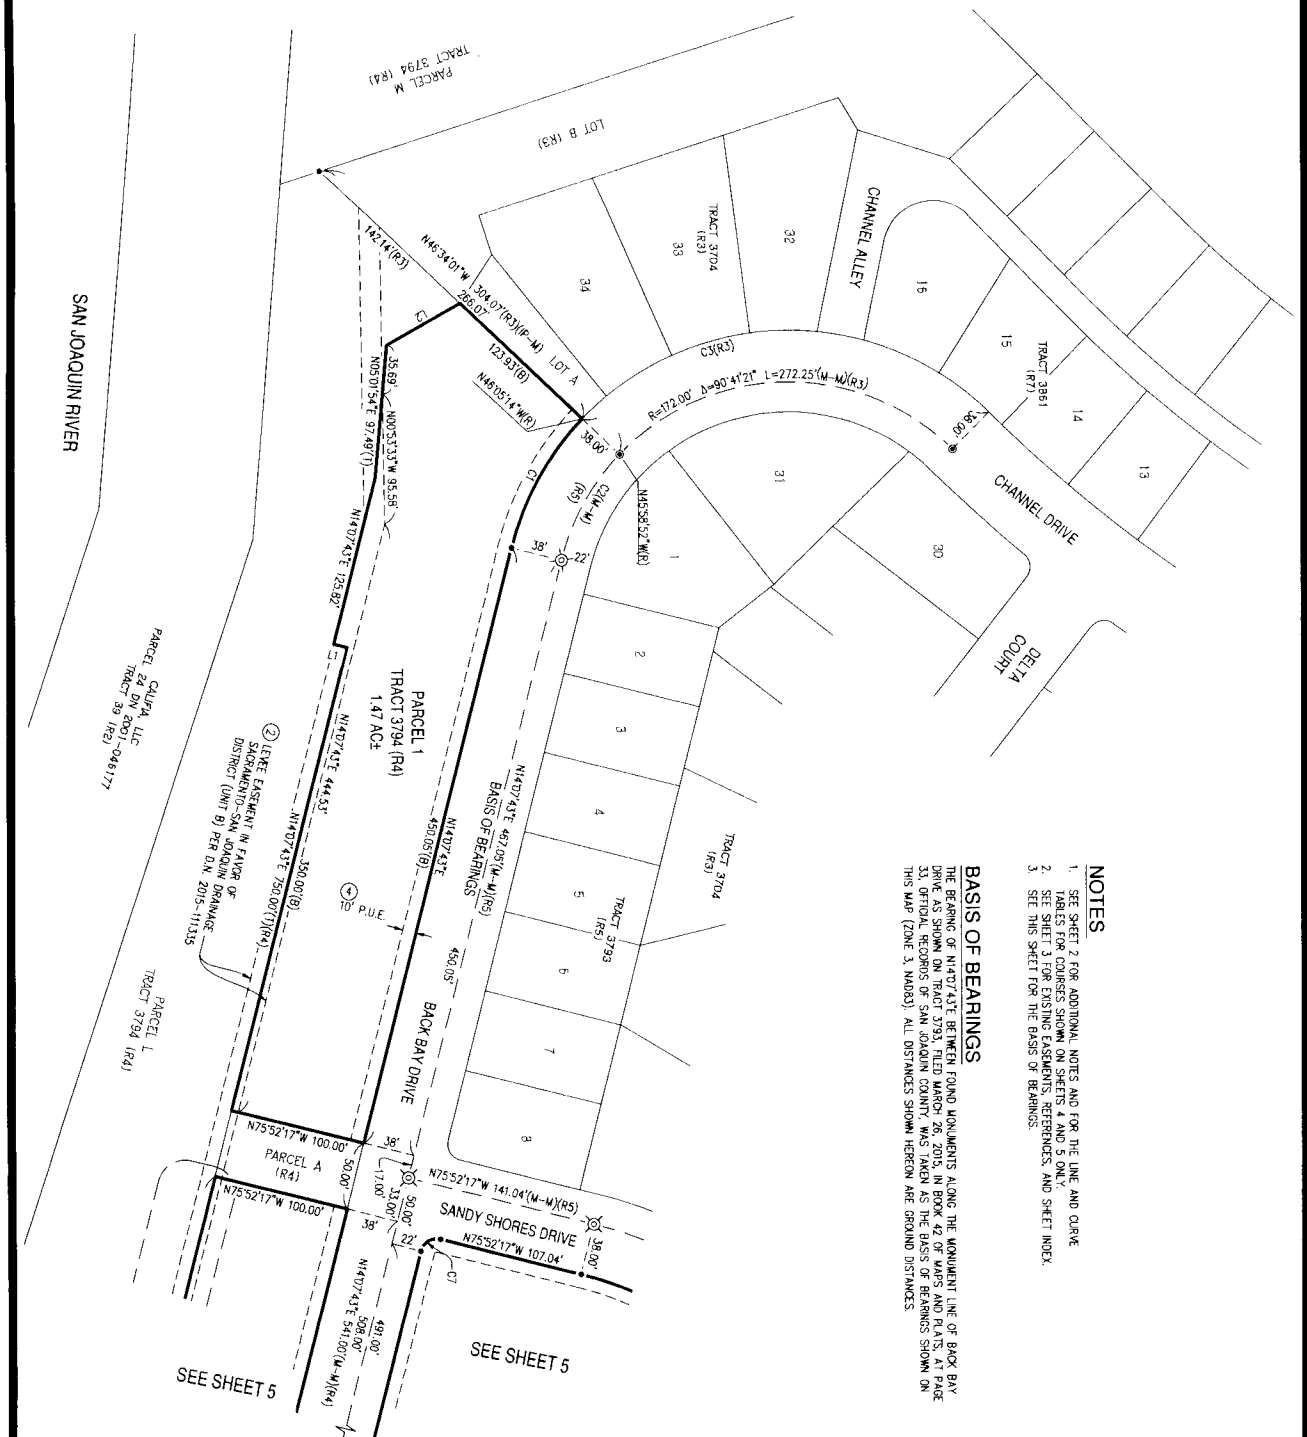 NOTES
1. SEE SHEET 2 FOR ADDITIONAL NOTES AND FOR THE LINE AND CURVE
TABLES FOR COURSES SHOWN ON SHEETS 4 AND 5 ONLY.
2. SEE SHEET 3 FOR EXISTING EASEMENTS, REFERENCES, AND SHEET INDEX.
3. SEE THIS SHEET FOR THE BASIS OF BEARINGS.
BASIS OF BEARINGS
THE BEARING OF N14°07'43"E BETWEEN FOUND MONUMENTS ALONG THE MONUMENT LINE OF BACK BAY
DRIVE AS SHOWN ON TRACT 3793, FILED MARCH 26, 2015, IN BOOK 42 OF MAPS AND PLATS, AT PAGE
33, OFFICIAL RECORDS OF SAN JOAQUIN COUNTY, WAS TAKEN AS THE BASIS OF BEARINGS SHOWN ON
THIS MAP (ZONE 3, NAD83). ALL DISTANCES SHOWN HEREON ARE GROUND DISTANCES.
PARCEL M
TRACT 3794 (R4)
LOT B (R3)
CHANNEL ALLEY
TRACT 3704
(R3)
32
33
34
16
15
TRACT 3861
(R7)
14
13
CHANNEL DRIVE
31
30
DELTA
COURT
C3(R3)
R=172.00' Δ=90°41'21" L=272.25'(M-M)(R3)
38.00'
38.00'
142.14'(R3)
N46°34'01"W 304.07'(R3)(IP-M)
266.07'
LOT A
123.93'(B)
N46°05'14"W(R)
L2
35.69'
N00°53'33"W 95.58'
N05°01'54"E 97.49'(T)
C1
C2(M-M)
(R5)
N45°58'52"W(R)
38'
22'
1
2
3
4
5
6
7
8
TRACT 3704
(R3)
TRACT 3793
(R5)
SAN JOAQUIN RIVER
N14°07'43"E 125.82'
L1
PARCEL 1
TRACT 3794 (R4)
1.47 AC±
N14°07'43"E 467.05'(M-M)(R5)
BASIS OF BEARINGS
N14°07'43"E
450.05'(B)
450.05'
4
10' P.U.E.
BACK BAY DRIVE
N14°07'43"E 444.53'
350.00'(B)
N14°07'43"E 750.00'(T)(R4)
2 LEVEE EASEMENT IN FAVOR OF
SACRAMENTO-SAN JOAQUIN DRAINAGE
DISTRICT (UNIT B) PER D.N. 2015-111335
CALIFIA, LLC
PARCEL 24 DN 2001-046177
TRACT 39 (R2)
PARCEL L
TRACT 3794 (R4)
N75°52'17"W 100.00'
PARCEL A
(R4)
N75°52'17"W 100.00'
50.00'
38'
17.00'
33.00'
50.00'
38'
22'
N75°52'17"W 141.04'(M-M)(R5)
SANDY SHORES DRIVE
38.00'
N75°52'17"W 107.04'
C7
491.00'
508.00'
N14°07'43"E 541.00'(M-M)(R4)
SEE SHEET 5
SEE SHEET 5